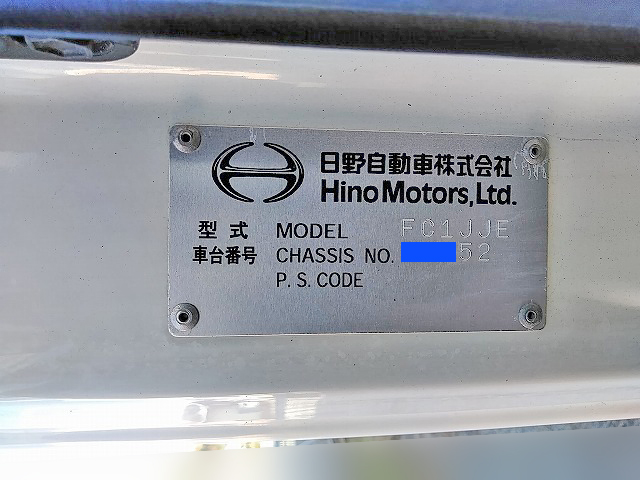 日野自動車株式会社
Hino Motors, Ltd.
型式 MODEL FC1JJE
車台番号 CHASSIS NO. 52
P. S. CODE